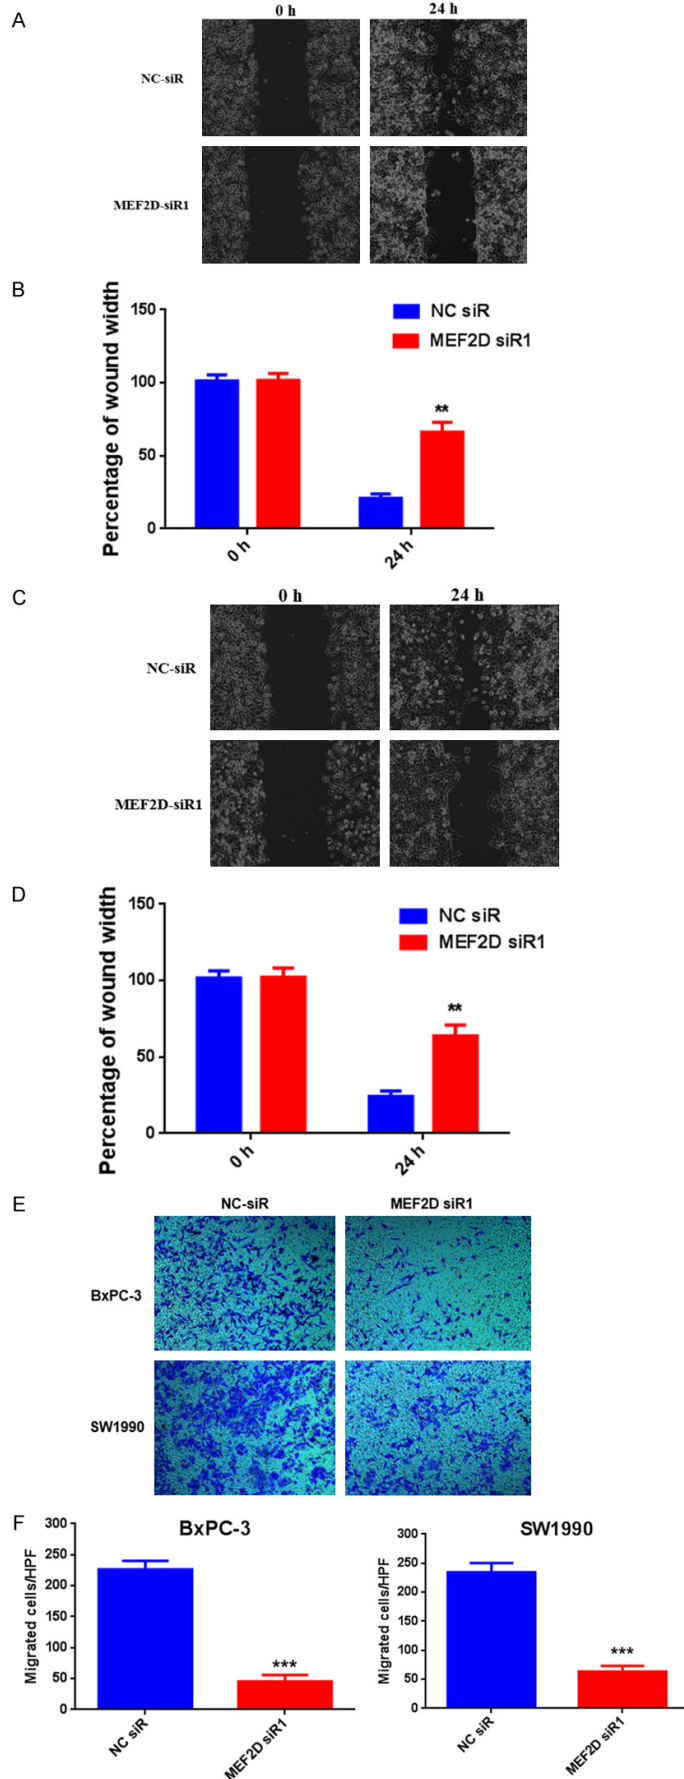 A
0 h 24 h
NC-siR
MEF2D-siR1
B
Percentage of wound width
150
100
50
0
NC siR
MEF2D siR1
**
0 h 24 h
C
0 h 24 h
NC-siR
MEF2D-siR1
D
Percentage of wound width
150
100
50
0
NC siR
MEF2D siR1
**
0 h 24 h
E
NC-siR MEF2D siR1
BxPC-3
SW1990
F
BxPC-3
Migrated cells/HPF
300
250
200
150
100
50
0
***
NC siR MEF2D siR1
SW1990
Migrated cells/HPF
300
250
200
150
100
50
0
***
NC siR MEF2D siR1